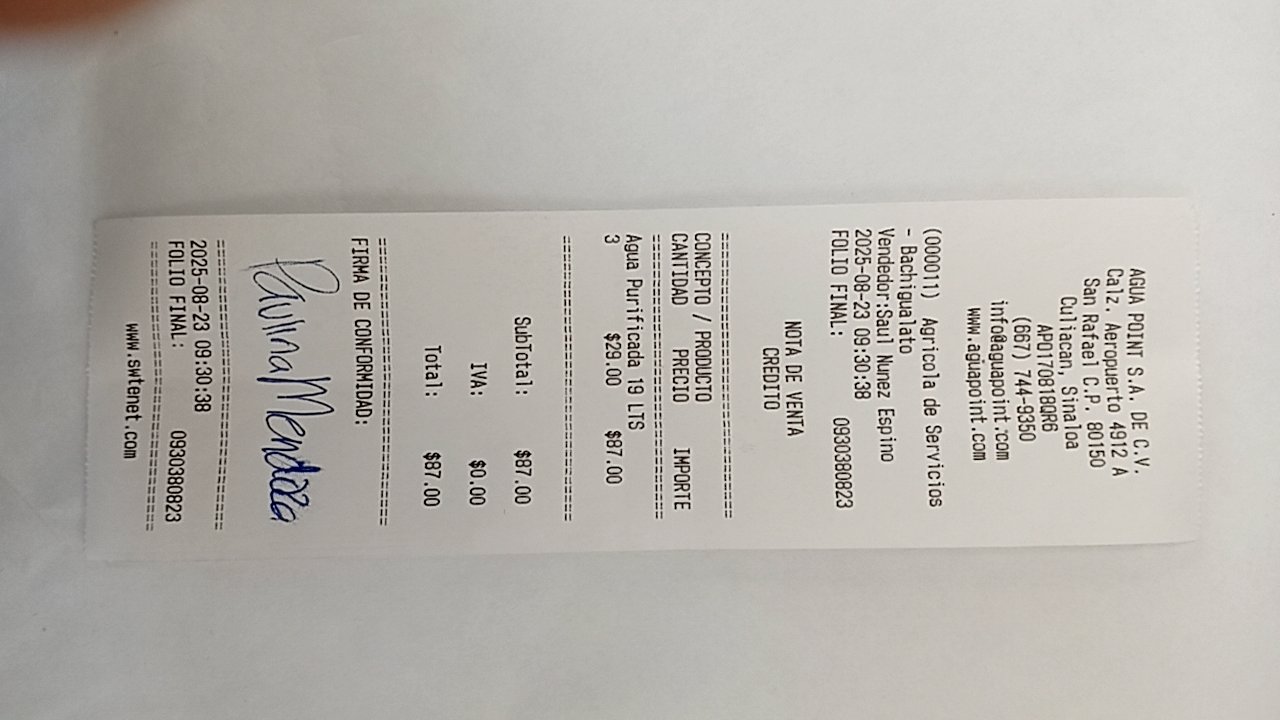 AGUA POINT S.A. DE C.V.
Calz. Aeropuerto 4912 A
San Rafael C.P. 80150
Culiacan, Sinaloa
APO170818QR6
(667) 744-9350
info@aguapoint.com
www.aguapoint.com
(000011) Agricola de Servicios
- Bachigualato
Vendedor:Saul Nunez Espino
2025-08-23 09:30:38
FOLIO FINAL: 0930380823
NOTA DE VENTA
CREDITO
==============================
CONCEPTO / PRODUCTO
CANTIDAD PRECIO IMPORTE
==============================
Agua Purificada 19 LTS
3 $29.00 $87.00
==============================
SubTotal: $87.00
IVA: $0.00
Total: $87.00
==============================
FIRMA DE CONFORMIDAD:
Paulina Mendoza
==============================
2025-08-23 09:30:38
FOLIO FINAL: 0930380823
==============================
www.swtenet.com